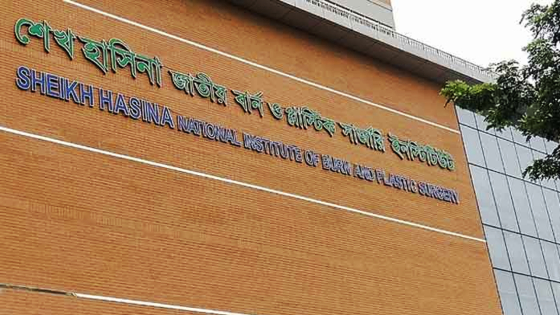 শেখ হাসিনা জাতীয় বার্ন ও প্লাস্টিক সার্জারি ইনস্টিটিউট
SHEIKH HASINA NATIONAL INSTITUTE OF BURN AND PLASTIC SURGERY